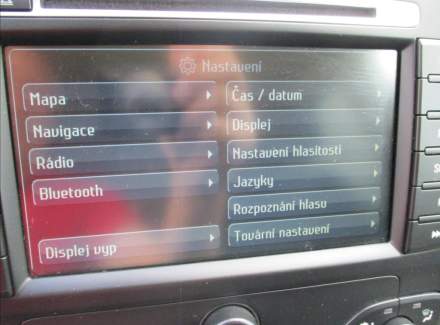 Nastavení
Mapa
Navigace
Rádio
Bluetooth
Displej vyp
Čas / datum
Displej
Nastavení hlasitosti
Jazyky
Rozpoznání hlasu
Tovární nastavení